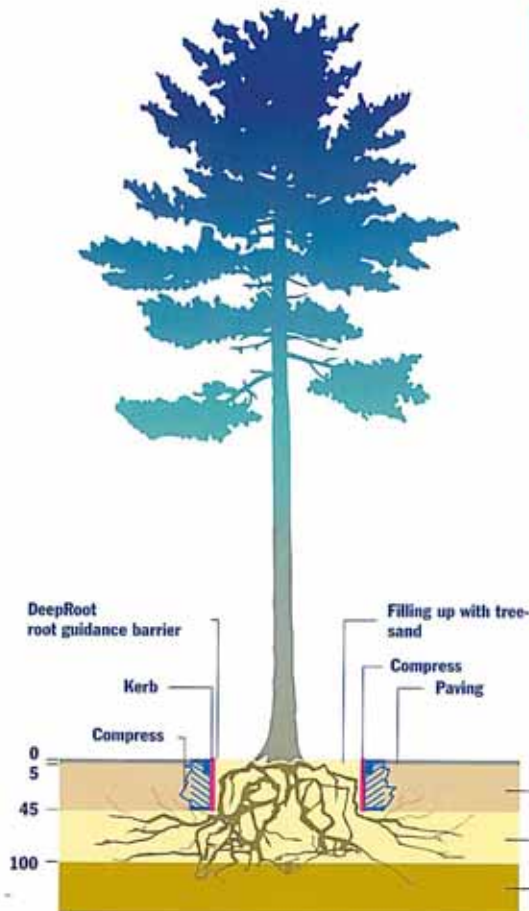 DeepRoot
root guidance barrier
Filling up with tree-
sand
Compress
Kerb
Paving
Compress
0
5
45
100